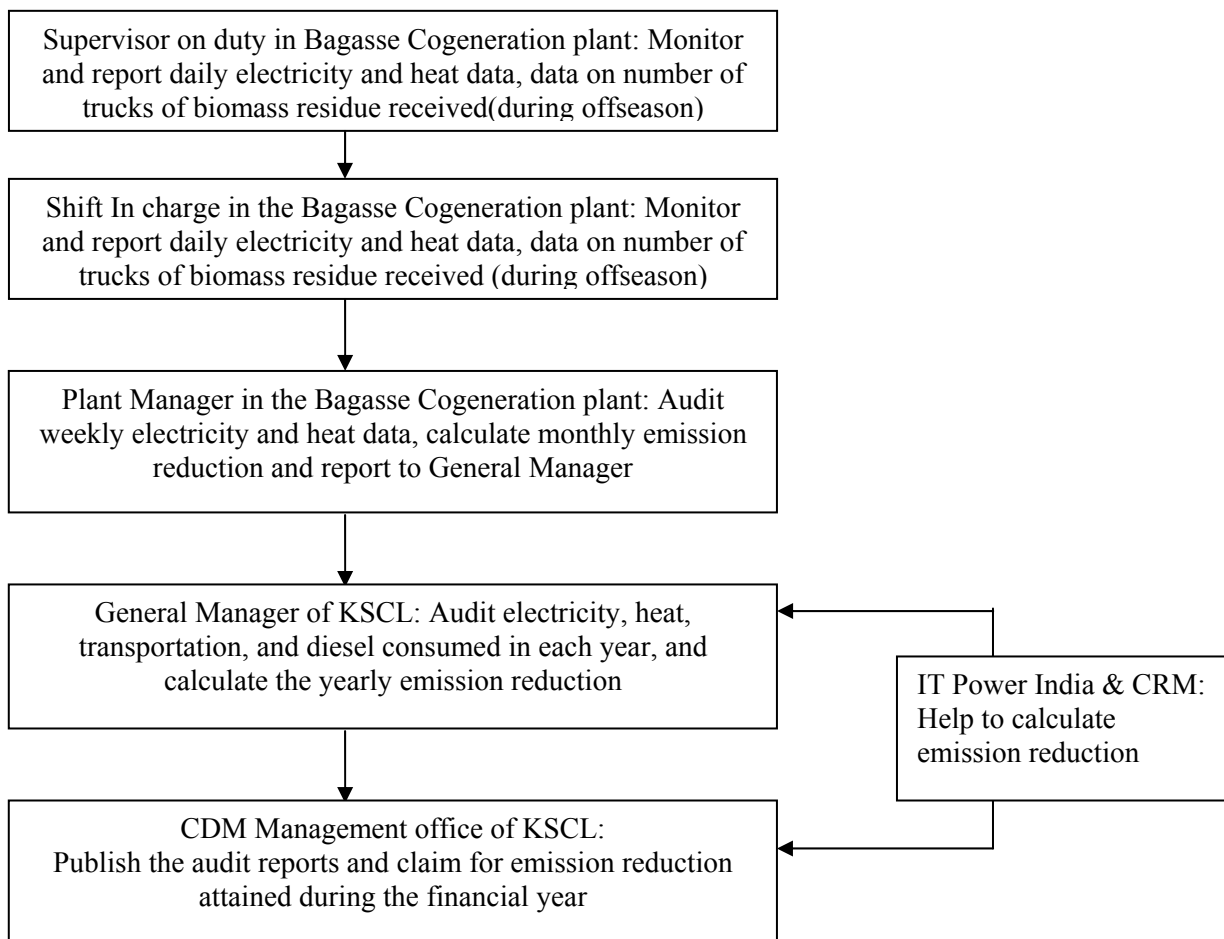 Supervisor on duty in Bagasse Cogeneration plant: Monitor
and report daily electricity and heat data, data on number of
trucks of biomass residue received(during offseason)
Shift In charge in the Bagasse Cogeneration plant: Monitor
and report daily electricity and heat data, data on number of
trucks of biomass residue received (during offseason)
Plant Manager in the Bagasse Cogeneration plant: Audit
weekly electricity and heat data, calculate monthly emission
reduction and report to General Manager
General Manager of KSCL: Audit electricity, heat,
transportation, and diesel consumed in each year, and
calculate the yearly emission reduction
IT Power India & CRM:
Help to calculate
emission reduction
CDM Management office of KSCL:
Publish the audit reports and claim for emission reduction
attained during the financial year